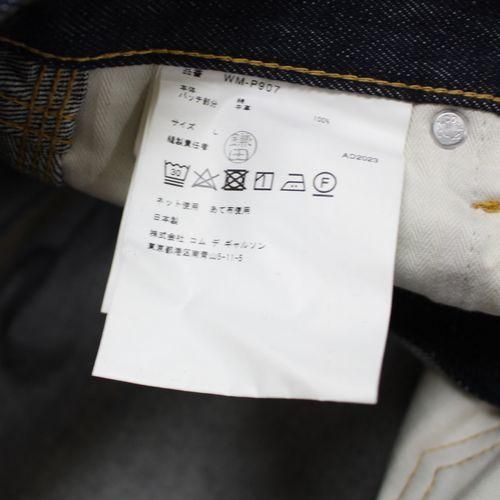 品番 WM-P907
本体 綿 100%
パッチ部分 牛革
サイズ L
縫製責任者 鎌田 AD2023
30 F
ネット使用 あて布使用
日本製
株式会社 コム デ ギャルソン
東京都港区南青山5-11-5